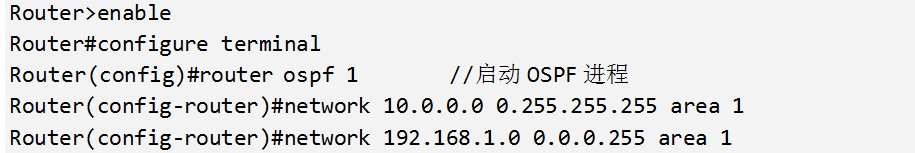 Router>enable
Router#configure terminal
Router(config)#router ospf 1 //启动 OSPF 进程
Router(config-router)#network 10.0.0.0 0.255.255.255 area 1
Router(config-router)#network 192.168.1.0 0.0.0.255 area 1